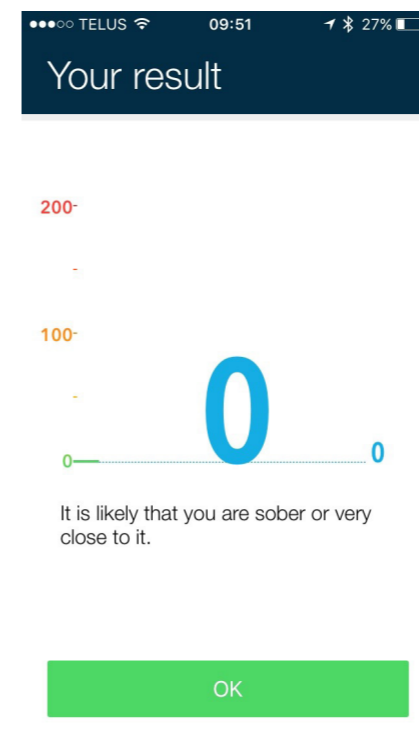 ●●●○○ TELUS 09:51 27%
Your result
200-
-
100-
-
0
0
0
It is likely that you are sober or very
close to it.
OK